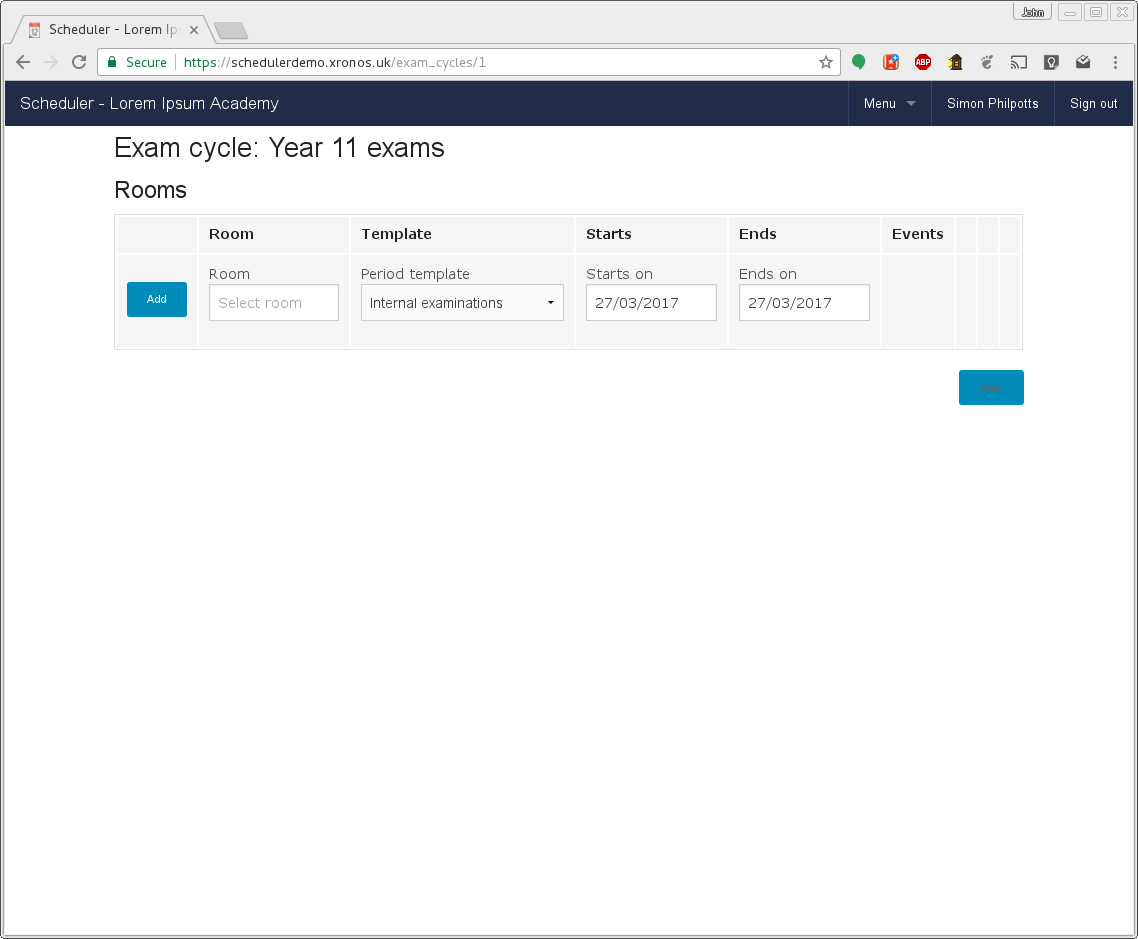 John
Scheduler - Lorem Ip
Secure https://schedulerdemo.xronos.uk/exam_cycles/1
ABP
Scheduler - Lorem Ipsum Academy Menu Simon Philpotts Sign out
Exam cycle: Year 11 exams
Rooms
Room Template Starts Ends Events
Room Period template Starts on Ends on
Add Select room Internal examinations 27/03/2017 27/03/2017